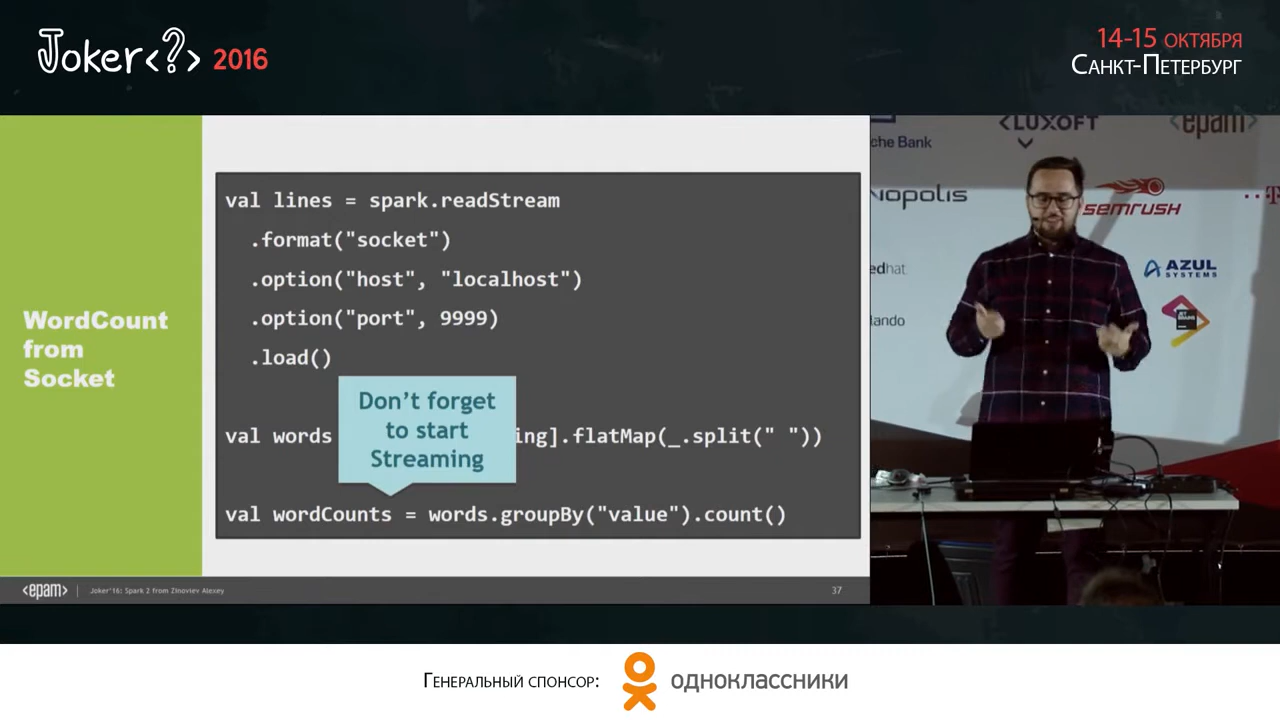 Joker<?> 2016
14-15 ОКТЯБРЯ
САНКТ-ПЕТЕРБУРГ
WordCount
from
Socket
val lines = spark.readStream
.format("socket")
.option("host", "localhost")
.option("port", 9999)
.load()
Don't forget
to start
Streaming
val words ing].flatMap(_.split(" "))
val wordCounts = words.groupBy("value").count()
<epam>
Joker'16: Spark 2 from Zinoviev Alexey
37
che Bank
<LUXOFT
<epam>
nopolis
SEMRUSH
T
edhat
AZUL
SYSTEMS
lando
JET
BRAINS
ГЕНЕРАЛЬНЫЙ СПОНСОР:
одноклассники